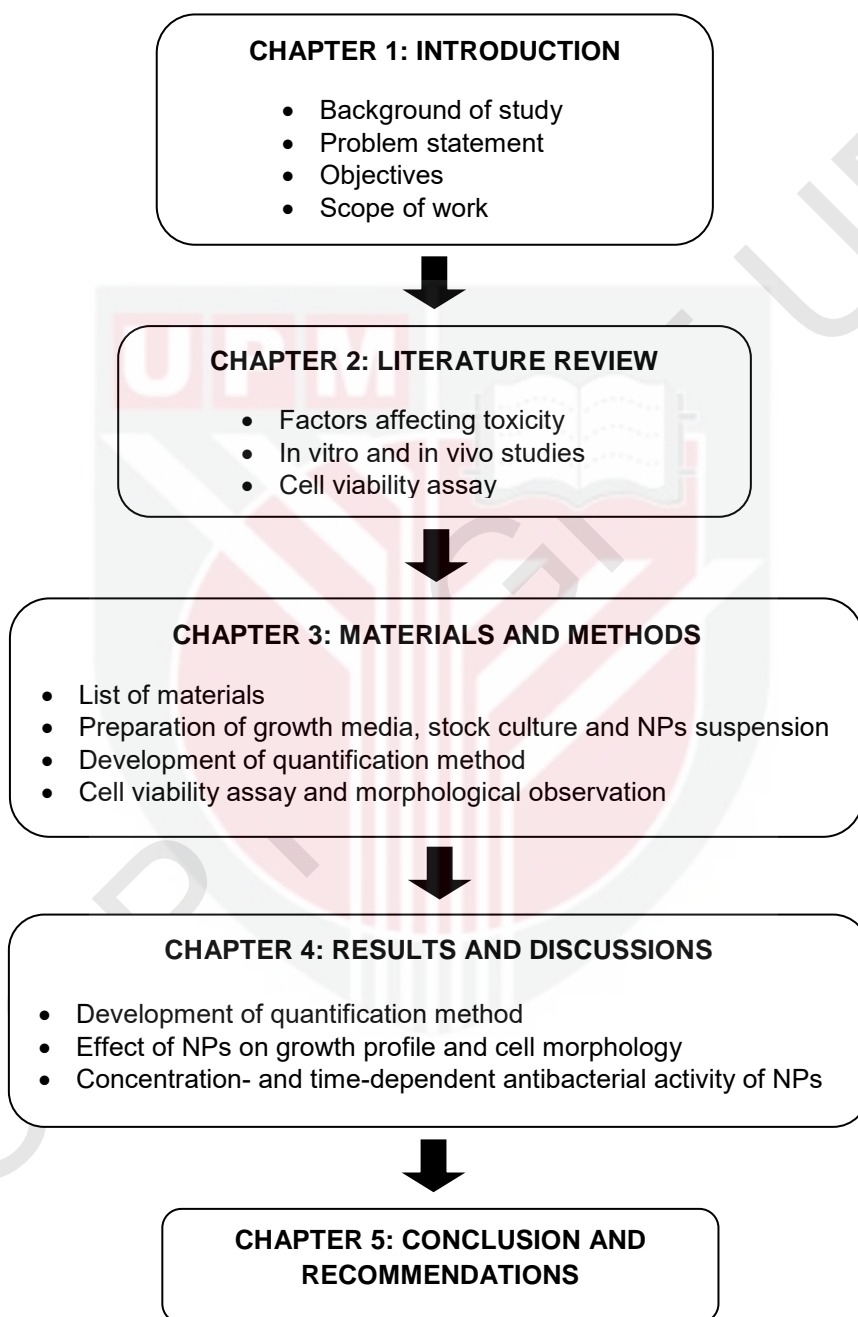 CHAPTER 1: INTRODUCTION
• Background of study
• Problem statement
• Objectives
• Scope of work
UPM
CHAPTER 2: LITERATURE REVIEW
• Factors affecting toxicity
• In vitro and in vivo studies
• Cell viability assay
CHAPTER 3: MATERIALS AND METHODS
• List of materials
• Preparation of growth media, stock culture and NPs suspension
• Development of quantification method
• Cell viability assay and morphological observation
CHAPTER 4: RESULTS AND DISCUSSIONS
• Development of quantification method
• Effect of NPs on growth profile and cell morphology
• Concentration- and time-dependent antibacterial activity of NPs
CHAPTER 5: CONCLUSION AND
RECOMMENDATIONS